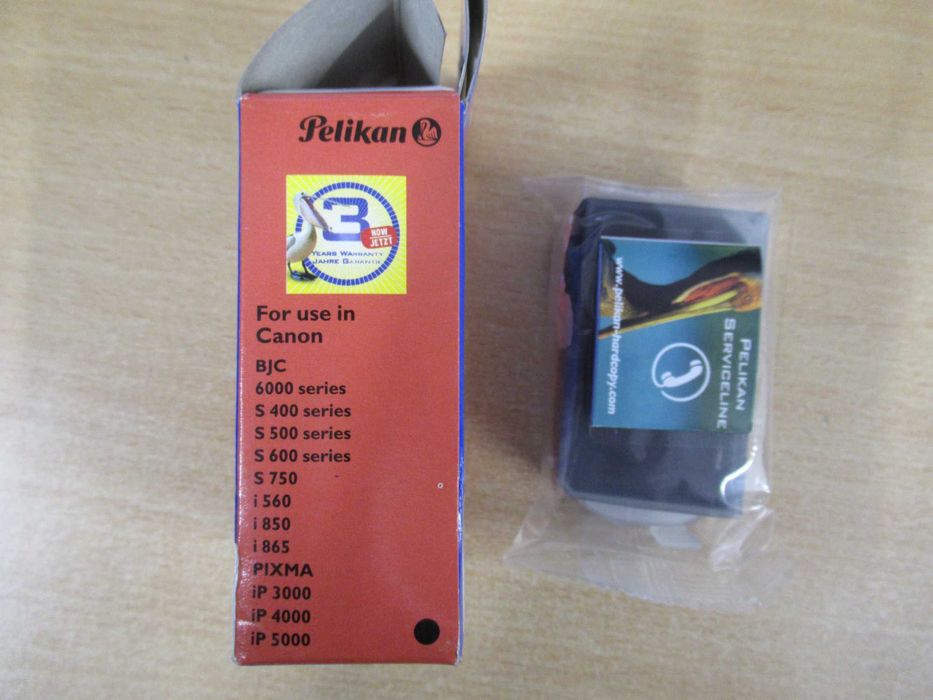 Pelikan
3
NOW
JETZT
YEARS WARRANTY
JAHRE GARANTIE
For use in
Canon
BJC
6000 series
S 400 series
S 500 series
S 600 series
S 750
i 560
i 850
i 865
PIXMA
iP 3000
iP 4000
iP 5000
PELIKAN
SERVICELINE
www.pelikan-hardcopy.com